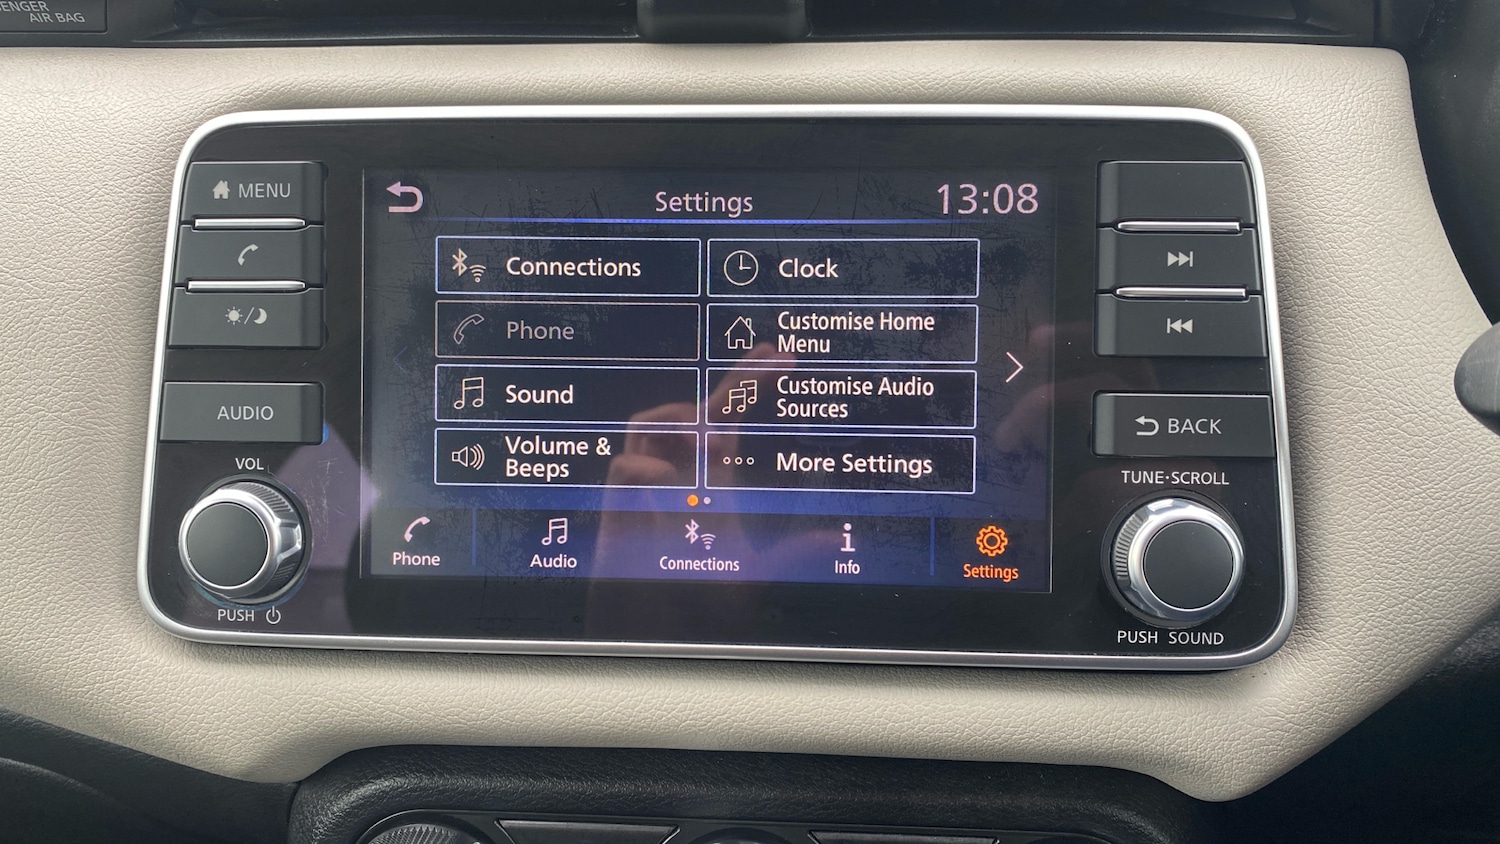 AIR BAG
MENU
AUDIO
VOL
PUSH
Settings
13:08
Connections
Clock
Phone
Customise Home
Menu
Sound
Customise Audio
Sources
Volume &
Beeps
More Settings
Phone
Audio
Connections
Info
Settings
BACK
TUNE·SCROLL
PUSH SOUND